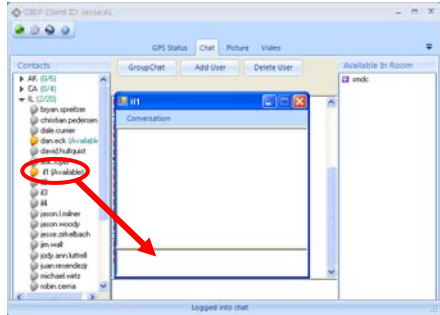 GSEP Client ID: JesseAL
GPS Status Chat Picture Video
Contacts
GroupChat Add User Delete User
Available In Room
AK (0/6)
CA (0/4)
IL (2/20)
bryan.spreitzer
christian.pedersen
dale.currier
dan.eck (Availabl
david.hultquist
il1 (Available)
il3
il4
jason.l.milner
jason.woody
jesse.zirkelbach
jim.wall
jody.ann.luttrell
juan.resendezjr
michael.wetz
robin.cerna
smdc
il1
Conversation
Logged into chat